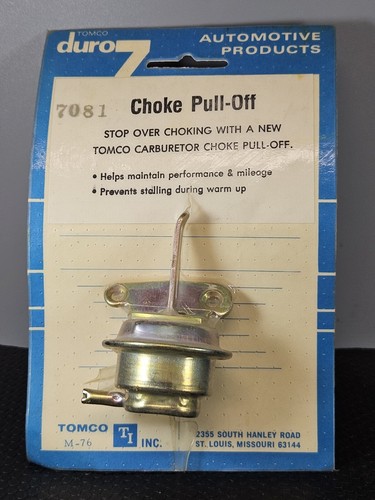 TOMCO
duro 7
AUTOMOTIVE
PRODUCTS
7081
Choke Pull-Off
STOP OVER CHOKING WITH A NEW
TOMCO CARBURETOR CHOKE PULL-OFF.
• Helps maintain performance & mileage
• Prevents stalling during warm up
TOMCO TI INC.
M-76
2355 SOUTH HANLEY ROAD
ST. LOUIS, MISSOURI 63144